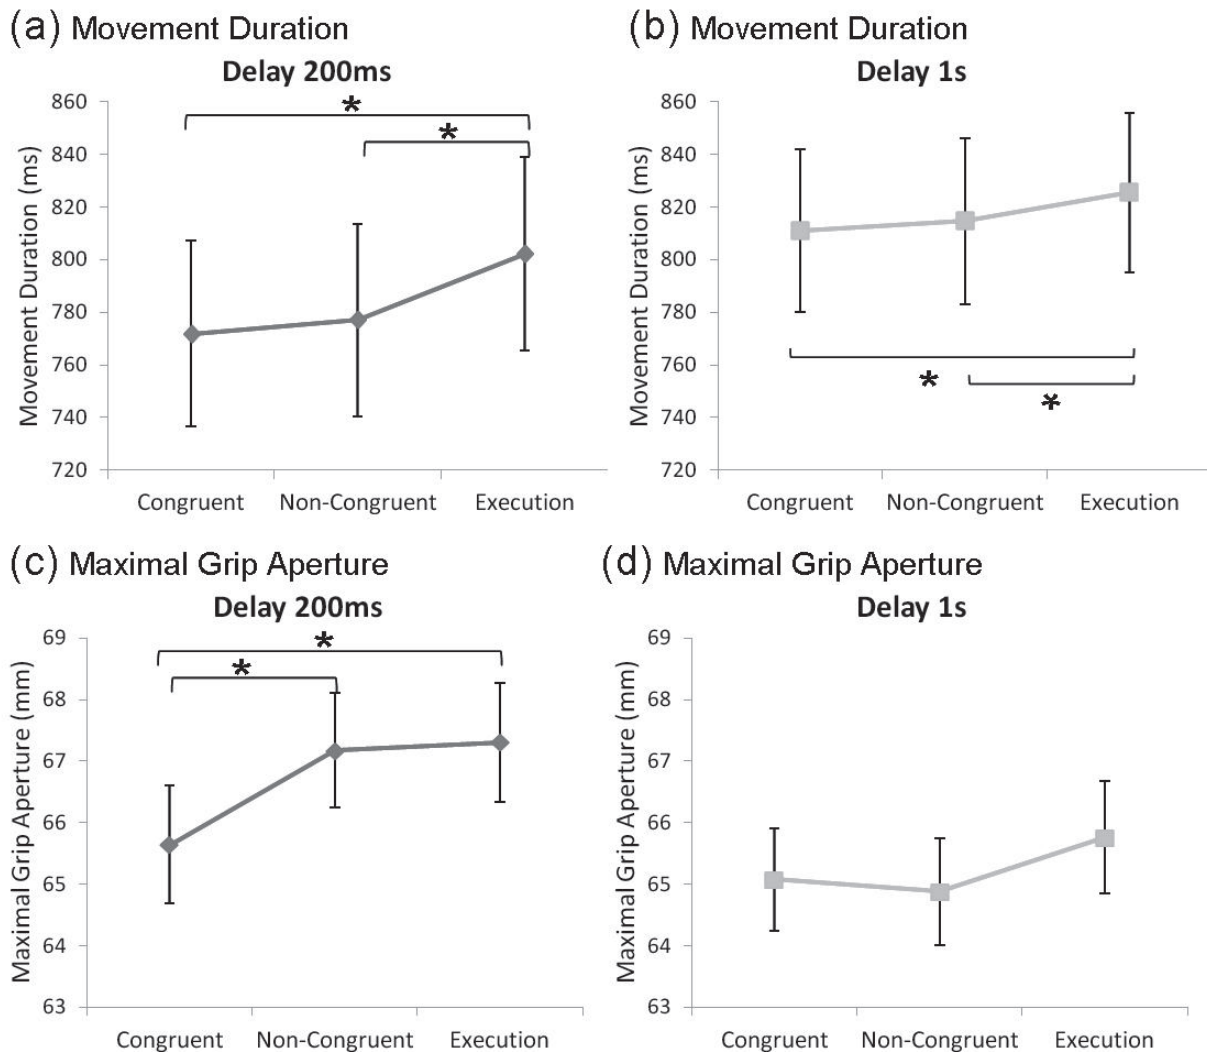 (a) Movement Duration
Delay 200ms
Movement Duration (ms)
860
840
820
800
780
760
740
720
*
*
Congruent
Non-Congruent
Execution
(b) Movement Duration
Delay 1s
Movement Duration (ms)
860
840
820
800
780
760
740
720
*
*
Congruent
Non-Congruent
Execution
(c) Maximal Grip Aperture
Delay 200ms
Maximal Grip Aperture (mm)
69
68
67
66
65
64
63
*
*
Congruent
Non-Congruent
Execution
(d) Maximal Grip Aperture
Delay 1s
Maximal Grip Aperture (mm)
69
68
67
66
65
64
63
Congruent
Non-Congruent
Execution